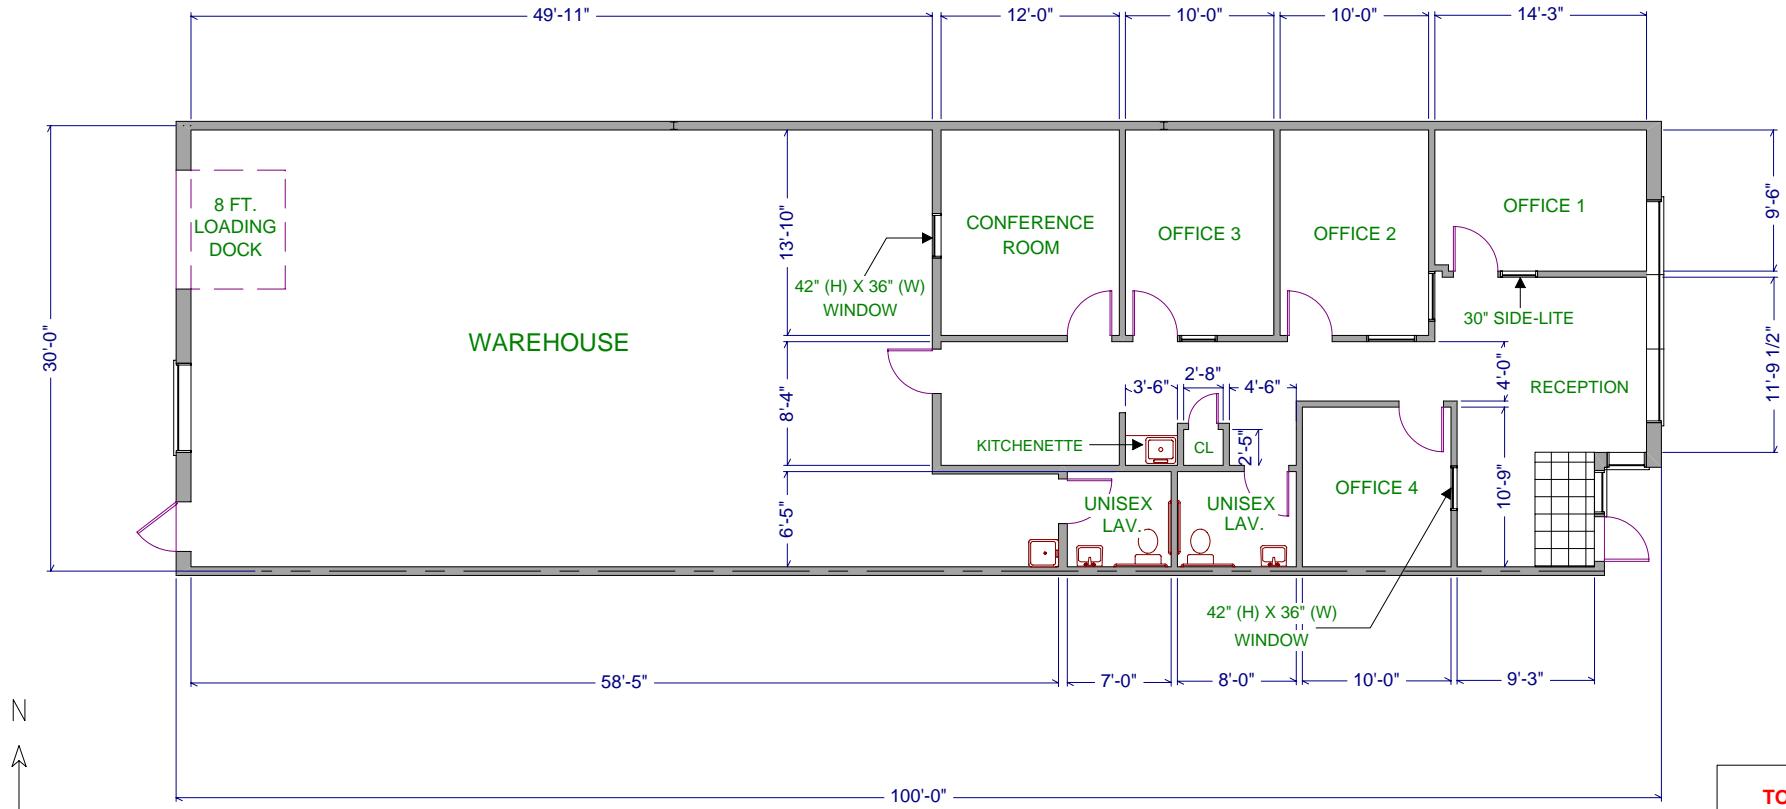 49'-11"
12'-0"
10'-0"
10'-0"
14'-3"
30'-0"
8 FT.
LOADING
DOCK
WAREHOUSE
13'-10"
42" (H) X 36" (W)
WINDOW
CONFERENCE
ROOM
OFFICE 3
OFFICE 2
OFFICE 1
9'-6"
30" SIDE-LITE
11'-9 1/2"
8'-4"
3'-6"
2'-8"
4'-6"
4'-0"
RECEPTION
KITCHENETTE
CL
2'-5"
6'-5"
UNISEX
LAV.
UNISEX
LAV.
OFFICE 4
10'-9"
42" (H) X 36" (W)
WINDOW
58'-5"
7'-0"
8'-0"
10'-0"
9'-3"
N
100'-0"